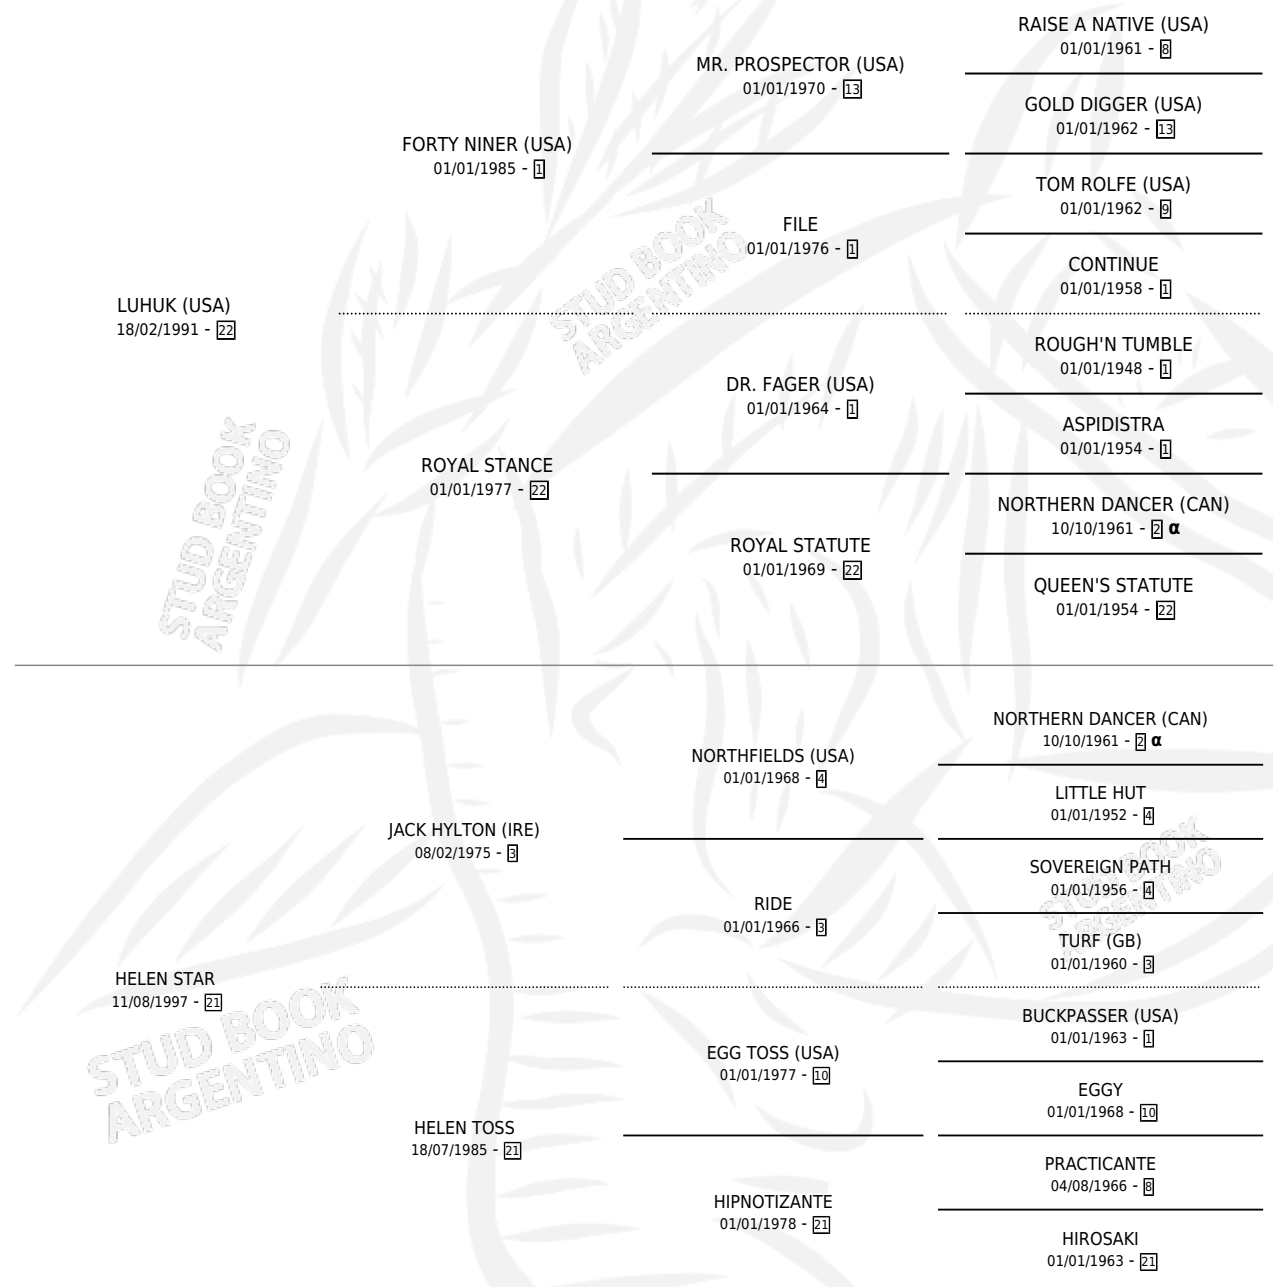 RAISE A NATIVE (USA)
01/01/1961 - 8
MR. PROSPECTOR (USA)
01/01/1970 - 13
GOLD DIGGER (USA)
01/01/1962 - 13
FORTY NINER (USA)
01/01/1985 - 1
TOM ROLFE (USA)
01/01/1962 - 9
FILE
01/01/1976 - 1
CONTINUE
01/01/1958 - 1
LUHUK (USA)
18/02/1991 - 22
ROUGH'N TUMBLE
01/01/1948 - 1
DR. FAGER (USA)
01/01/1964 - 1
ASPIDISTRA
01/01/1954 - 1
ROYAL STANCE
01/01/1977 - 22
NORTHERN DANCER (CAN)
10/10/1961 - 2 α
ROYAL STATUTE
01/01/1969 - 22
QUEEN'S STATUTE
01/01/1954 - 22
NORTHERN DANCER (CAN)
10/10/1961 - 2 α
NORTHFIELDS (USA)
01/01/1968 - 4
LITTLE HUT
01/01/1952 - 4
JACK HYLTON (IRE)
08/02/1975 - 3
SOVEREIGN PATH
01/01/1956 - 4
RIDE
01/01/1966 - 3
TURF (GB)
01/01/1960 - 3
HELEN STAR
11/08/1997 - 21
BUCKPASSER (USA)
01/01/1963 - 1
EGG TOSS (USA)
01/01/1977 - 10
EGGY
01/01/1968 - 10
HELEN TOSS
18/07/1985 - 21
PRACTICANTE
04/08/1966 - 8
HIPNOTIZANTE
01/01/1978 - 21
HIROSAKI
01/01/1963 - 21
STUD BOOK
ARGENTINO
STUD BOOK
ARGENTINO
STUD BOOK
ARGENTINO
STUD BOOK
ARGENTINO